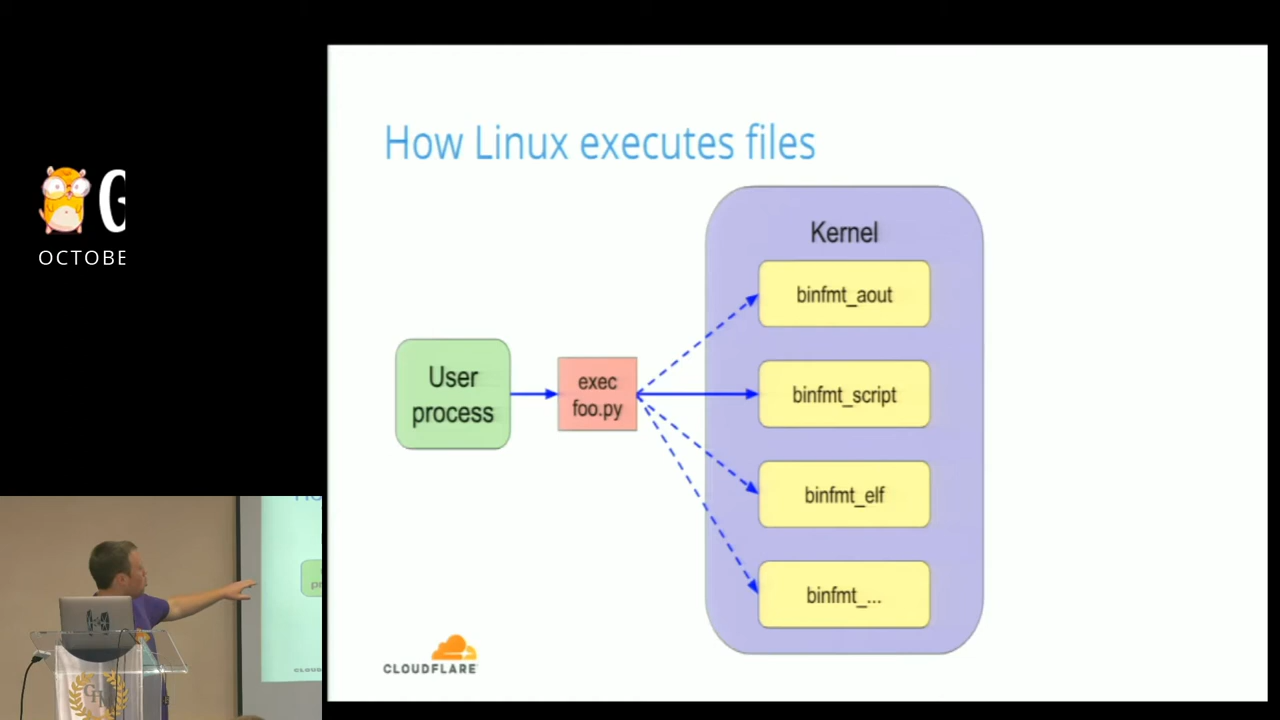 OCTOBE
How Linux executes files
Kernel
binfmt_aout
User
process
exec
foo.py
binfmt_script
binfmt_elf
binfmt_...
CLOUDFLARE